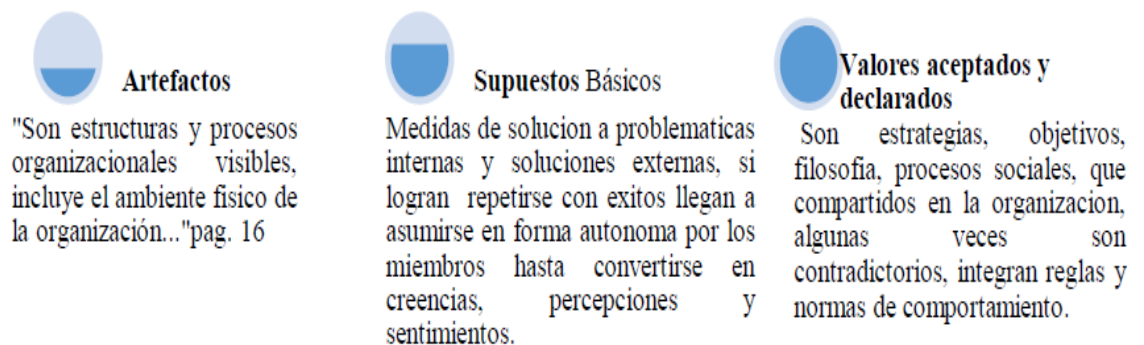 Artefactos
"Son estructuras y procesos
organizacionales visibles,
incluye el ambiente fisico de
la organización..."pag. 16
Supuestos Básicos
Medidas de solucion a problematicas
internas y soluciones externas, si
logran repetirse con exitos llegan a
asumirse en forma autonoma por los
miembros hasta convertirse en
creencias, percepciones y
sentimientos.
Valores aceptados y
declarados
Son estrategias, objetivos,
filosofia, procesos sociales, que
compartidos en la organizacion,
algunas veces son
contradictorios, integran reglas y
normas de comportamiento.